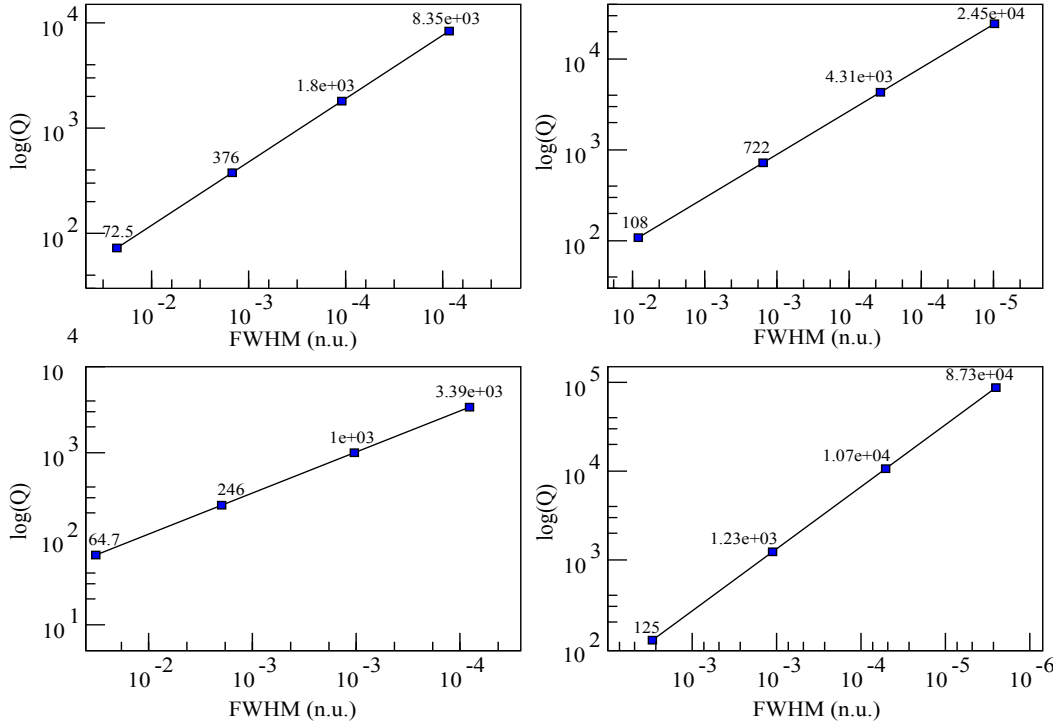 10^4
10^3
10^2
log(Q)
72.5
376
1.8e+03
8.35e+03
10^-2
10^-3
10^-4
10^-4
FWHM (n.u.)
10^4
10^3
10^2
log(Q)
108
722
4.31e+03
2.45e+04
10^-2
10^-3
10^-3
10^-4
10^-4
10^-5
FWHM (n.u.)
4
10
10^3
10^2
10^1
log(Q)
64.7
246
1e+03
3.39e+03
10^-2
10^-3
10^-3
10^-4
FWHM (n.u.)
10^5
10^4
10^3
10^2
log(Q)
125
1.23e+03
1.07e+04
8.73e+04
10^-3
10^-3
10^-4
10^-5
10^-6
FWHM (n.u.)